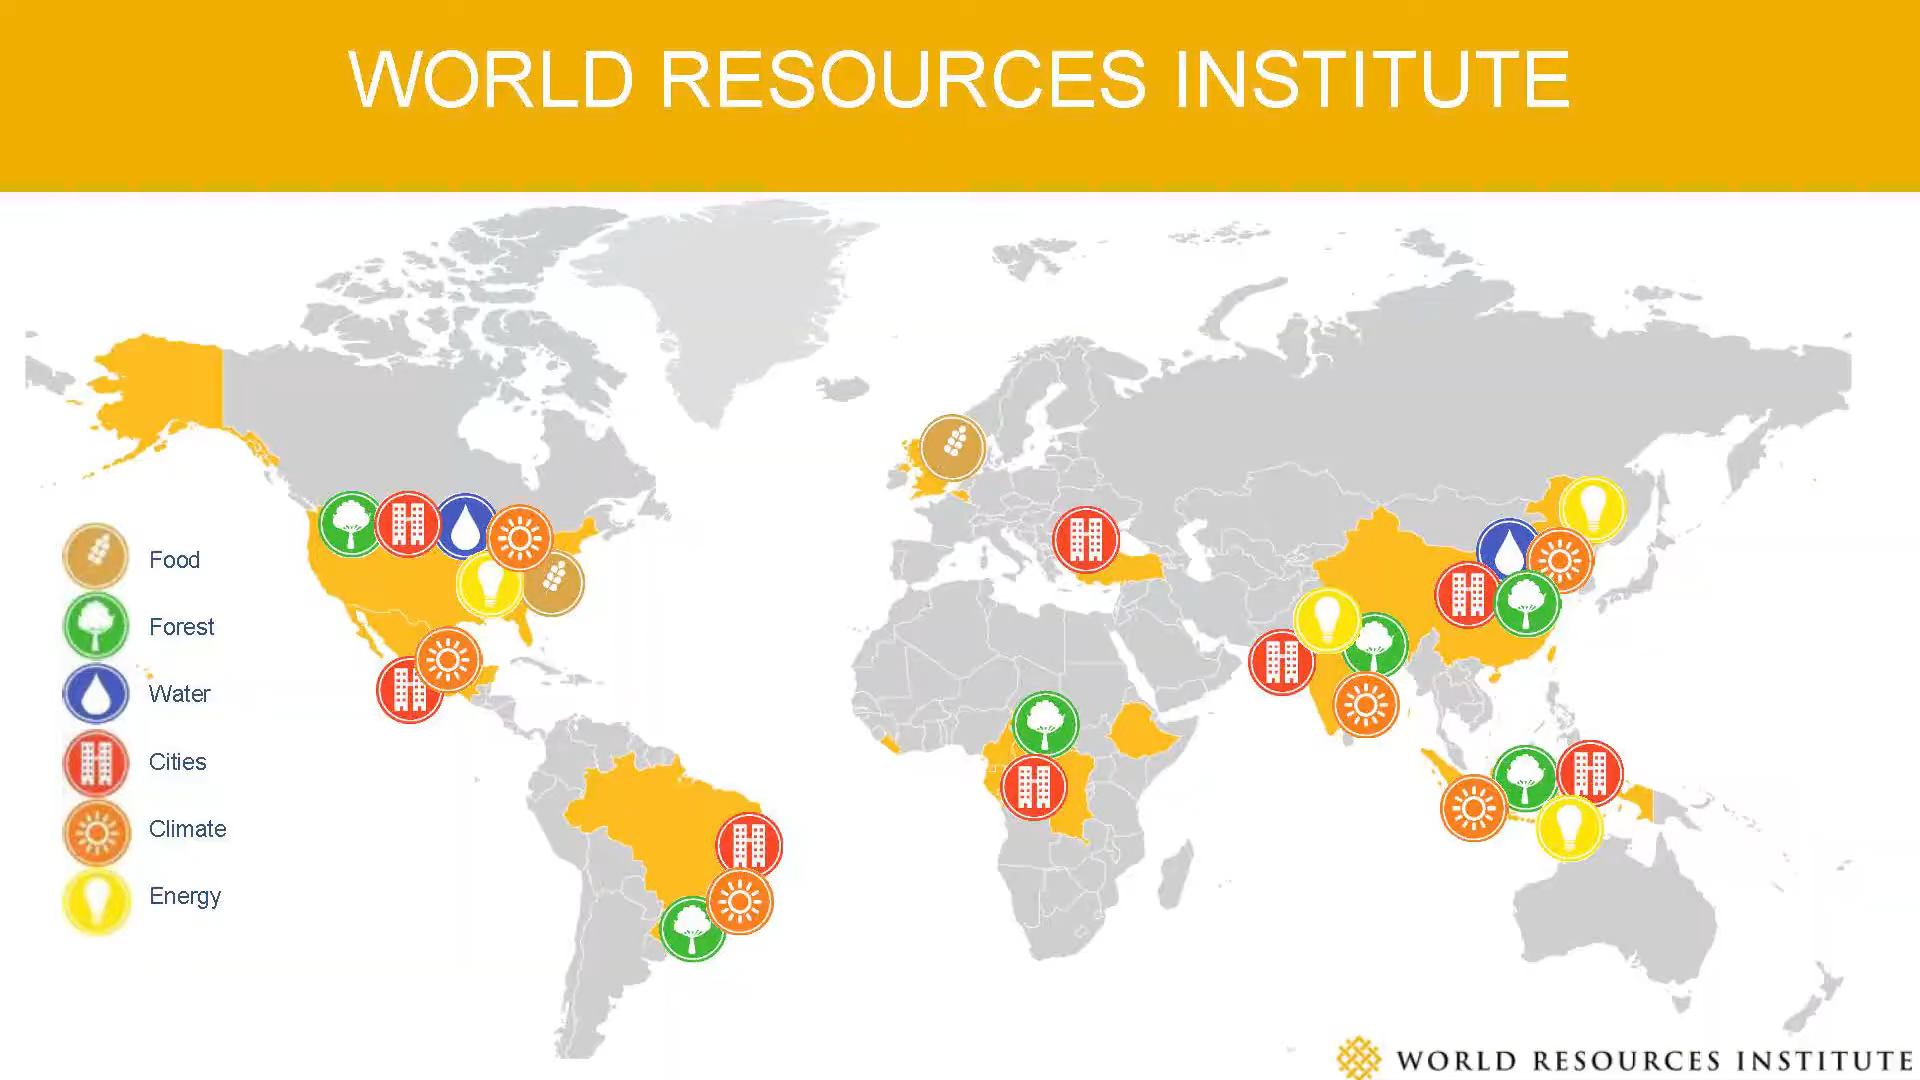 WORLD RESOURCES INSTITUTE
Food
Forest
Water
Cities
Climate
Energy
WORLD RESOURCES INSTITUTE